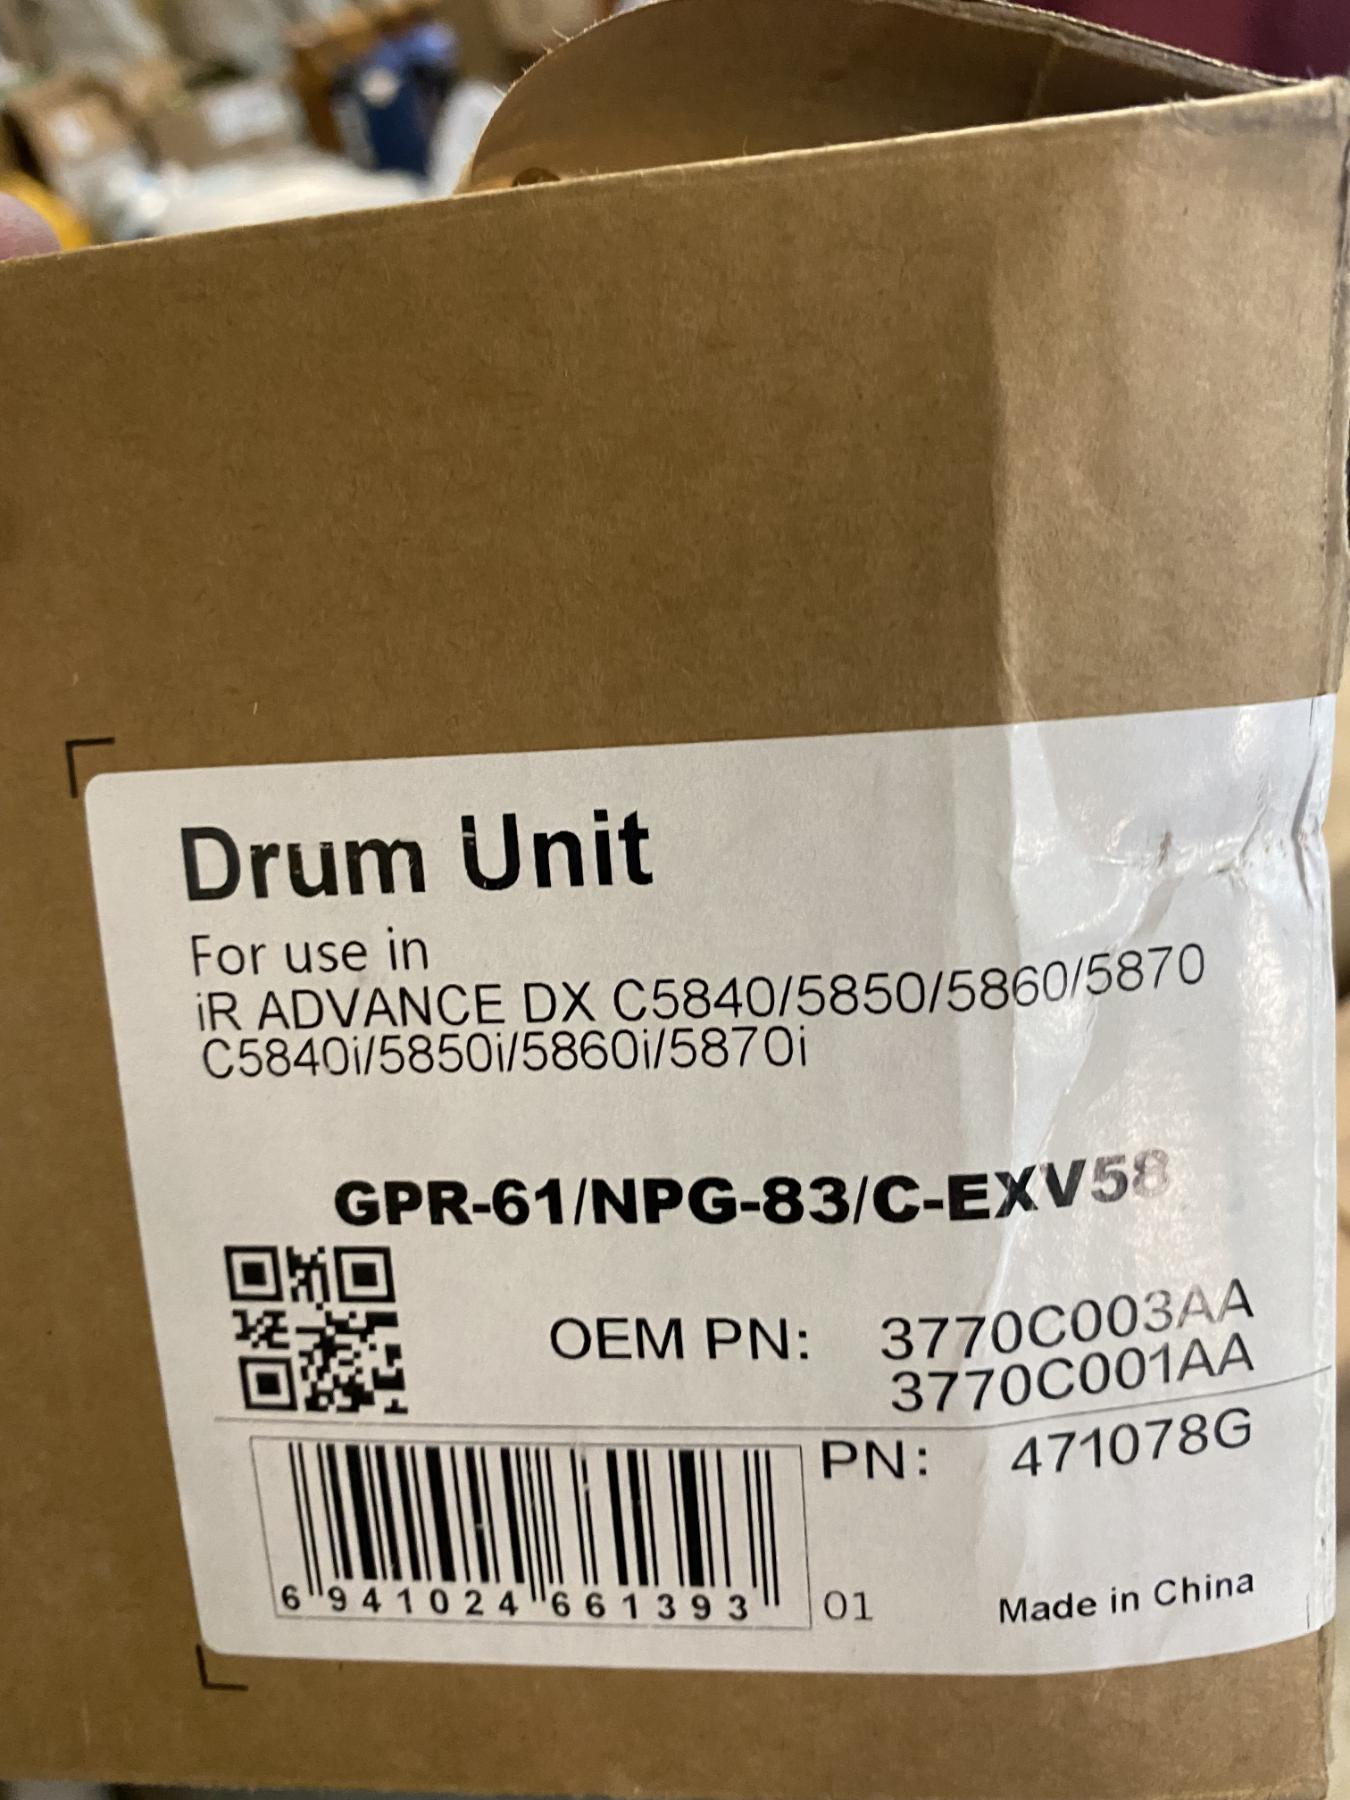 Drum Unit
For use in
iR ADVANCE DX C5840/5850/5860/5870
C5840i/5850i/5860i/5870i
GPR-61/NPG-83/C-EXV58
OEM PN: 3770C003AA
3770C001AA
PN: 471078G
6 941024 661393
01
Made in China